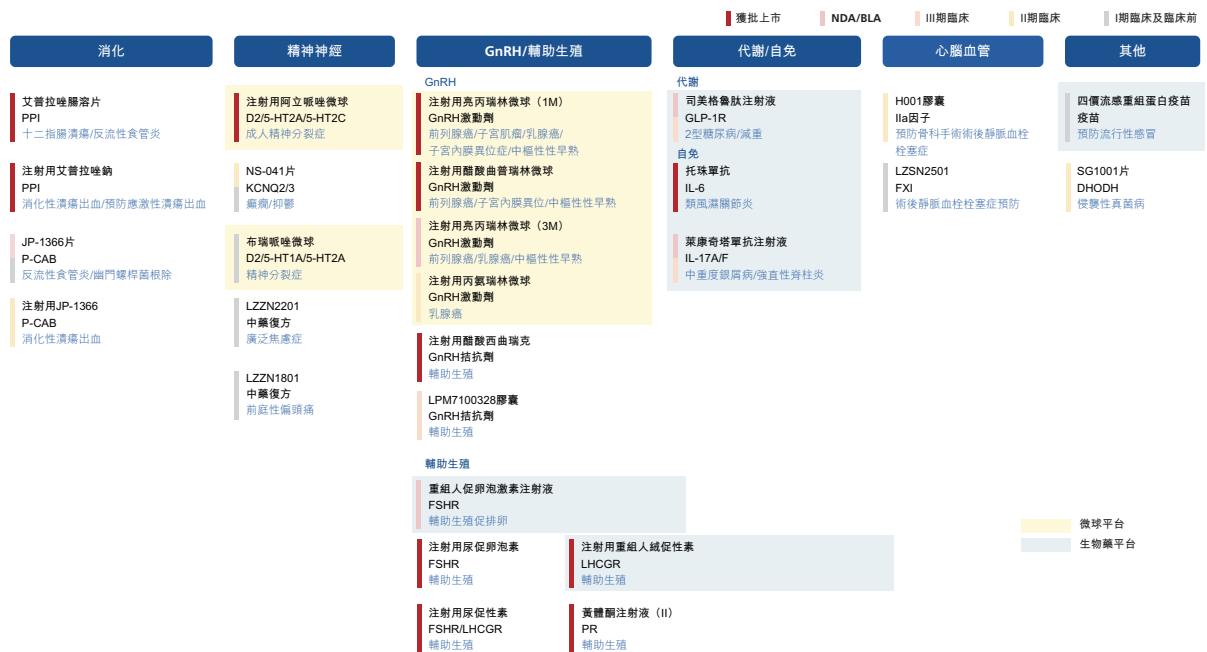 獲批上市
NDA/BLA
III期臨床
II期臨床
I期臨床及臨床前
消化
精神神經
GnRH/輔助生殖
代謝/自免
心腦血管
其他
艾普拉唑腸溶片
PPI
十二指腸潰瘍/反流性食管炎
注射用艾普拉唑鈉
PPI
消化性潰瘍出血/預防應激性潰瘍出血
JP-1366片
P-CAB
反流性食管炎/幽門螺桿菌根除
注射用JP-1366
P-CAB
消化性潰瘍出血
注射用阿立哌唑微球
D2/5-HT2A/5-HT2C
成人精神分裂症
NS-041片
KCNQ2/3
癲癇/抑鬱
布瑞哌唑微球
D2/5-HT1A/5-HT2A
精神分裂症
LZZN2201
中藥復方
廣泛焦慮症
LZZN1801
中藥復方
前庭性偏頭痛
GnRH
注射用亮丙瑞林微球（1M）
GnRH激動劑
前列腺癌/子宮肌瘤/乳腺癌/
子宮內膜異位症/中樞性性早熟
注射用醋酸曲普瑞林微球
GnRH激動劑
前列腺癌/子宮內膜異位/中樞性性早熟
注射用亮丙瑞林微球（3M）
GnRH激動劑
前列腺癌/乳腺癌/中樞性性早熟
注射用丙氨瑞林微球
GnRH激動劑
乳腺癌
注射用醋酸西曲瑞克
GnRH拮抗劑
輔助生殖
LPM7100328膠囊
GnRH拮抗劑
輔助生殖
輔助生殖
重組人促卵泡激素注射液
FSHR
輔助生殖促排卵
注射用尿促卵泡素
FSHR
輔助生殖
注射用重組人絨促性素
LHCGR
輔助生殖
注射用尿促性素
FSHR/LHCGR
輔助生殖
黃體酮注射液（II）
PR
輔助生殖
代謝
司美格魯肽注射液
GLP-1R
2型糖尿病/減重
自免
托珠單抗
IL-6
類風濕關節炎
萊康奇塔單抗注射液
IL-17A/F
中重度銀屑病/強直性脊柱炎
H001膠囊
IIa因子
預防骨科手術術後靜脈血栓
栓塞症
LZSN2501
FXI
術後靜脈血栓栓塞症預防
四價流感重組蛋白疫苗
疫苗
預防流行性感冒
SG1001片
DHODH
侵襲性真菌病
微球平台
生物藥平台